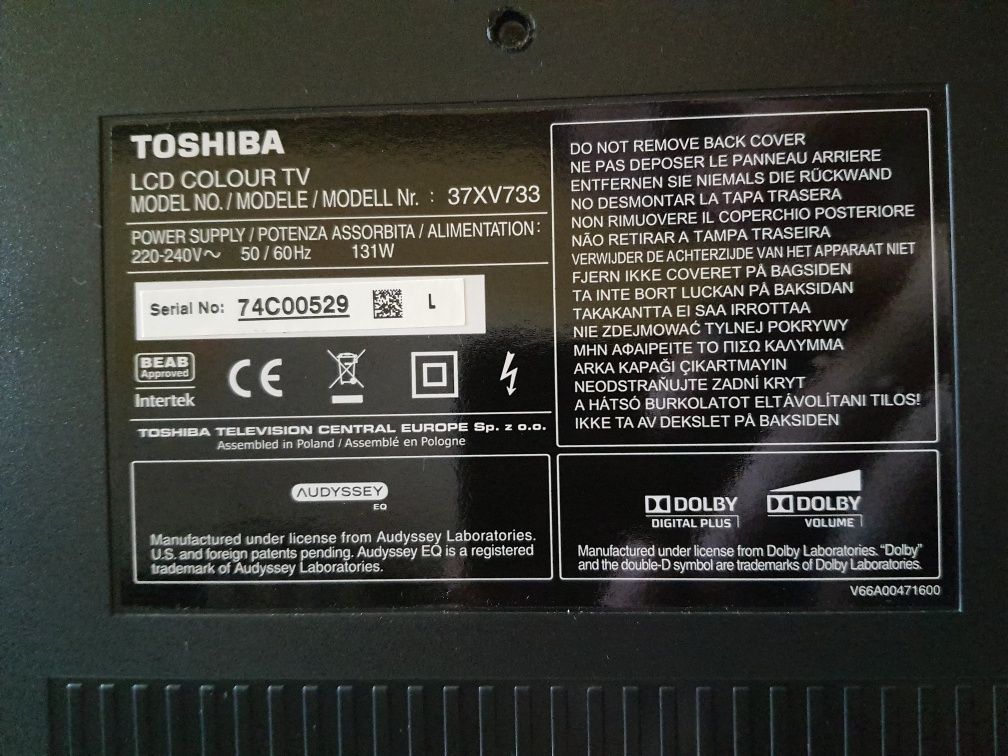 TOSHIBA
LCD COLOUR TV
MODEL NO. / MODELE / MODELL Nr. : 37XV733
POWER SUPPLY / POTENZA ASSORBITA / ALIMENTATION :
220-240V～ 50 / 60Hz 131W
Serial No: 74C00529 L
BEAB
Approved
Intertek
CE
TOSHIBA TELEVISION CENTRAL EUROPE Sp. z o.o.
Assembled in Poland / Assemblé en Pologne
DO NOT REMOVE BACK COVER
NE PAS DEPOSER LE PANNEAU ARRIERE
ENTFERNEN SIE NIEMALS DIE RÜCKWAND
NO DESMONTAR LA TAPA TRASERA
NON RIMUOVERE IL COPERCHIO POSTERIORE
NÃO RETIRAR A TAMPA TRASEIRA
VERWIJDER DE ACHTERZIJDE VAN HET APPARAAT NIET
FJERN IKKE COVERET PÅ BAGSIDEN
TA INTE BORT LUCKAN PÅ BAKSIDAN
TAKAKANTTA EI SAA IRROTTAA
NIE ZDEJMOWAĆ TYLNEJ POKRYWY
ΜΗΝ ΑΦΑΙΡΕΙΤΕ ΤΟ ΠΙΣΩ ΚΑΛΥΜΜΑ
ARKA KAPAĞI ÇIKARTMAYIN
NEODSTRAŇUJTE ZADNÍ KRYT
A HÁTSÓ BURKOLATOT ELTÁVOLÍTANI TILOS!
IKKE TA AV DEKSLET PÅ BAKSIDEN
AUDYSSEY
EQ
Manufactured under license from Audyssey Laboratories.
U.S. and foreign patents pending. Audyssey EQ is a registered
trademark of Audyssey Laboratories.
DOLBY
DIGITAL PLUS
DOLBY
VOLUME
Manufactured under license from Dolby Laboratories. “Dolby”
and the double-D symbol are trademarks of Dolby Laboratories.
V66A00471600